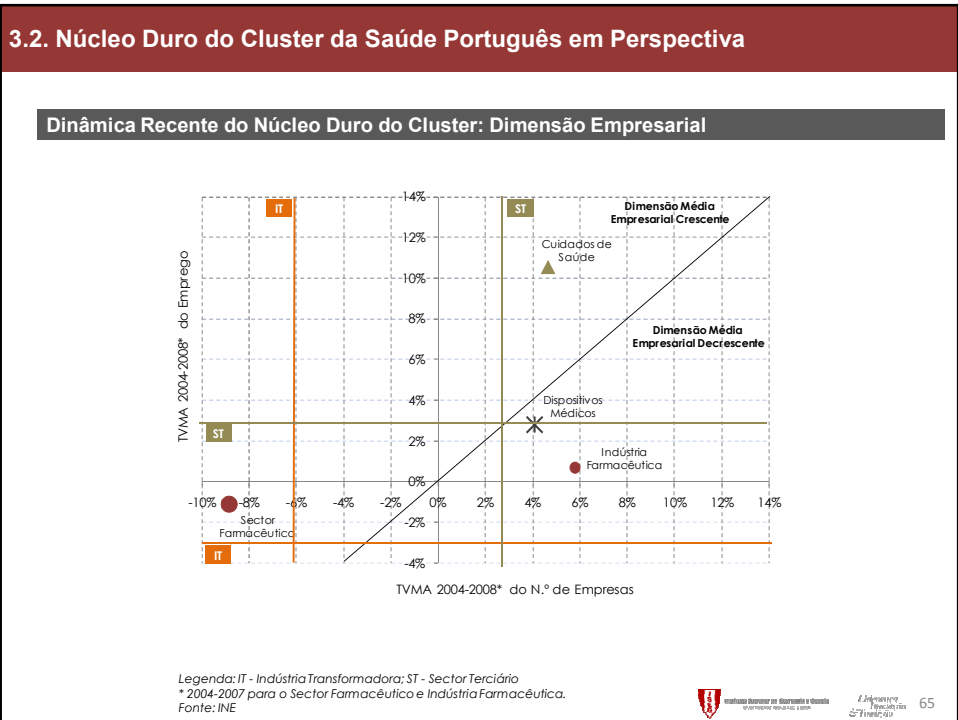 3.2. Núcleo Duro do Cluster da Saúde Português em Perspectiva
Dinâmica Recente do Núcleo Duro do Cluster: Dimensão Empresarial
TVMA 2004-2008* do Emprego
14%
12%
10%
8%
6%
4%
2%
0%
-2%
-4%
IT
ST
Dimensão Média
Empresarial Crescente
Cuidados de
Saúde
Dimensão Média
Empresarial Decrescente
Dispositivos
Médicos
ST
Indústria
Farmacêutica
-10%
-8%
-6%
-4%
-2%
0%
2%
4%
6%
8%
10%
12%
14%
Sector
Farmacêutico
IT
TVMA 2004-2008* do N.º de Empresas
Legenda: IT - Indústria Transformadora; ST - Sector Terciário
* 2004-2007 para o Sector Farmacêutico e Indústria Farmacêutica.
Fonte: INE
65